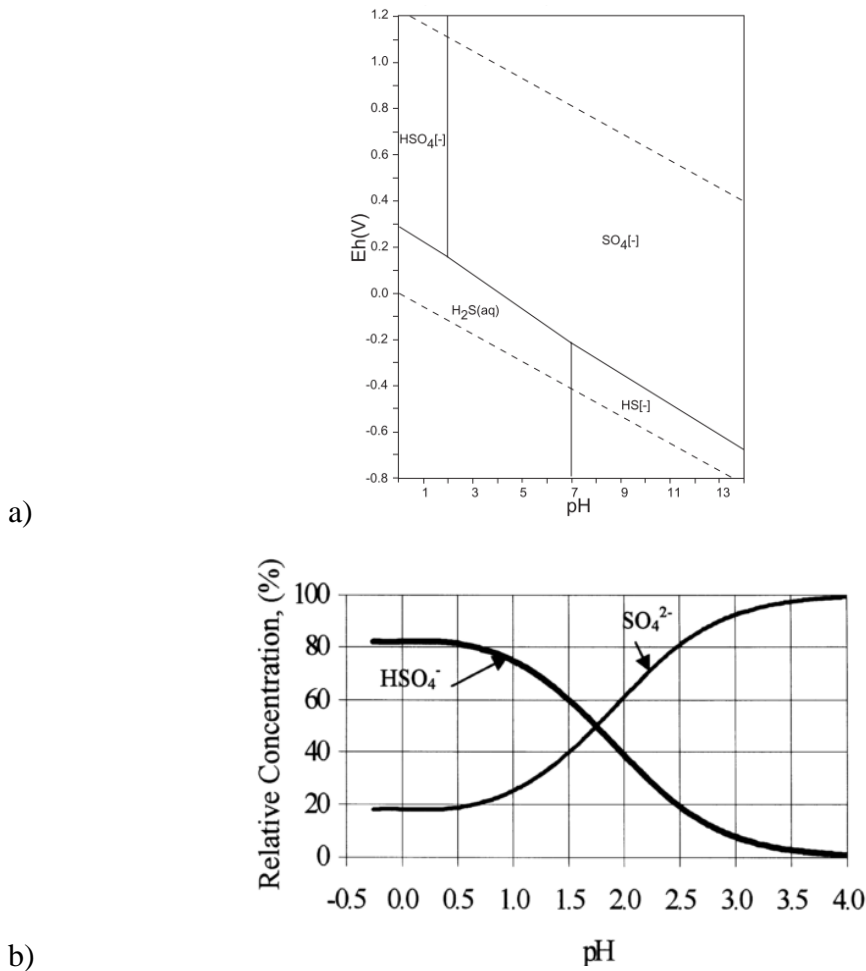 1.2
1.0
0.8
0.6
0.4
0.2
0.0
-0.2
-0.4
-0.6
-0.8
Eh(V)
HSO₄[-]
SO₄[-]
H₂S(aq)
HS[-]
1 3 5 7 9 11 13
pH
a)
100
80
60
40
20
0
Relative Concentration, (%)
SO₄²⁻
HSO₄⁻
-0.5 0.0 0.5 1.0 1.5 2.0 2.5 3.0 3.5 4.0
pH
b)